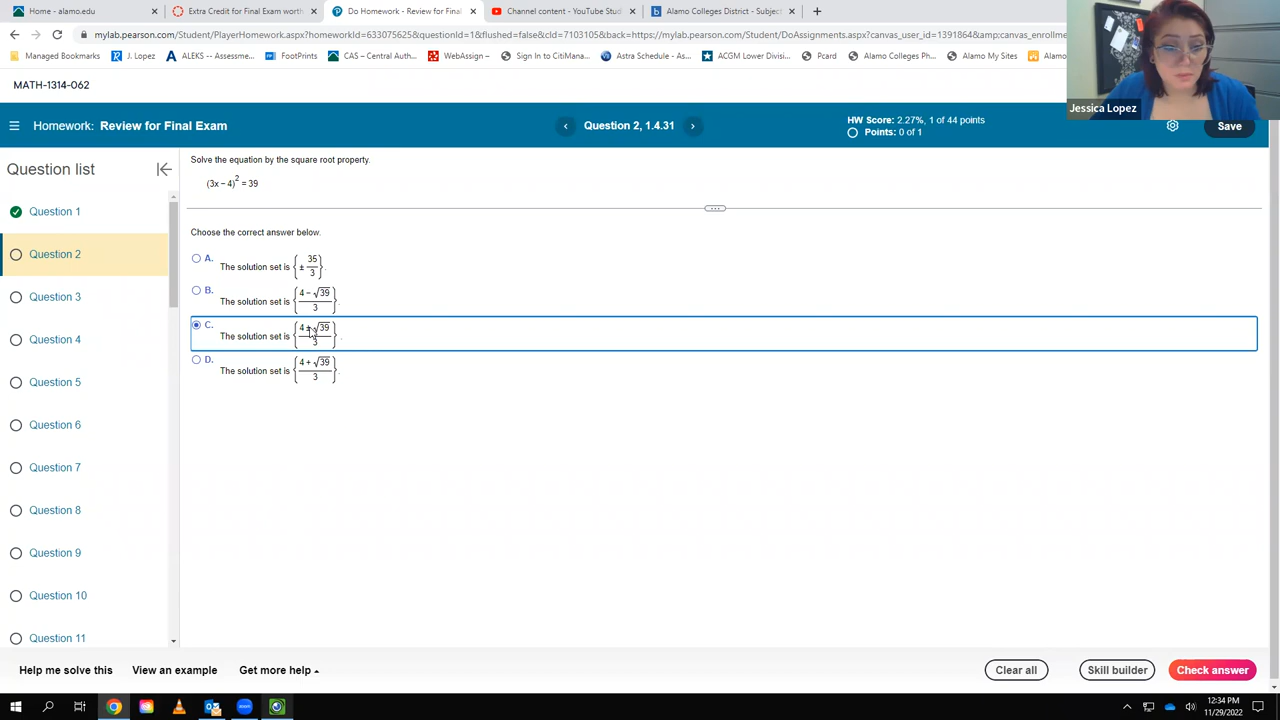 Home - alamo.edu
Extra Credit for Final Exam worth
Do Homework - Review for Final
Channel content - YouTube Stud
Alamo Colleges District - Subject
mylab.pearson.com/Student/PlayerHomework.aspx?homeworkId=633075625&questionId=1&flushed=false&cId=7103105&back=https://mylab.pearson.com/Student/DoAssignments.aspx?canvas_user_id=1391864&amp;canvas_enrollme
Managed Bookmarks
J. Lopez
ALEKS -- Assessme...
FootPrints
CAS – Central Auth...
WebAssign –
Sign In to CitiMana...
Astra Schedule - As...
ACGM Lower Divisi...
Pcard
Alamo Colleges Ph...
Alamo My Sites
Alamo
MATH-1314-062
Jessica Lopez
Homework: Review for Final Exam
Question 2, 1.4.31
HW Score: 2.27%, 1 of 44 points
Points: 0 of 1
Save
Question list
Question 1
Question 2
Question 3
Question 4
Question 5
Question 6
Question 7
Question 8
Question 9
Question 10
Question 11
Solve the equation by the square root property.
(3x − 4)² = 39
Choose the correct answer below.
A. The solution set is {± 35/3}.
B. The solution set is {(4 − √39)/3}.
C. The solution set is {(4 ± √39)/3}.
D. The solution set is {(4 + √39)/3}.
Help me solve this
View an example
Get more help
Clear all
Skill builder
Check answer
12:34 PM
11/29/2022